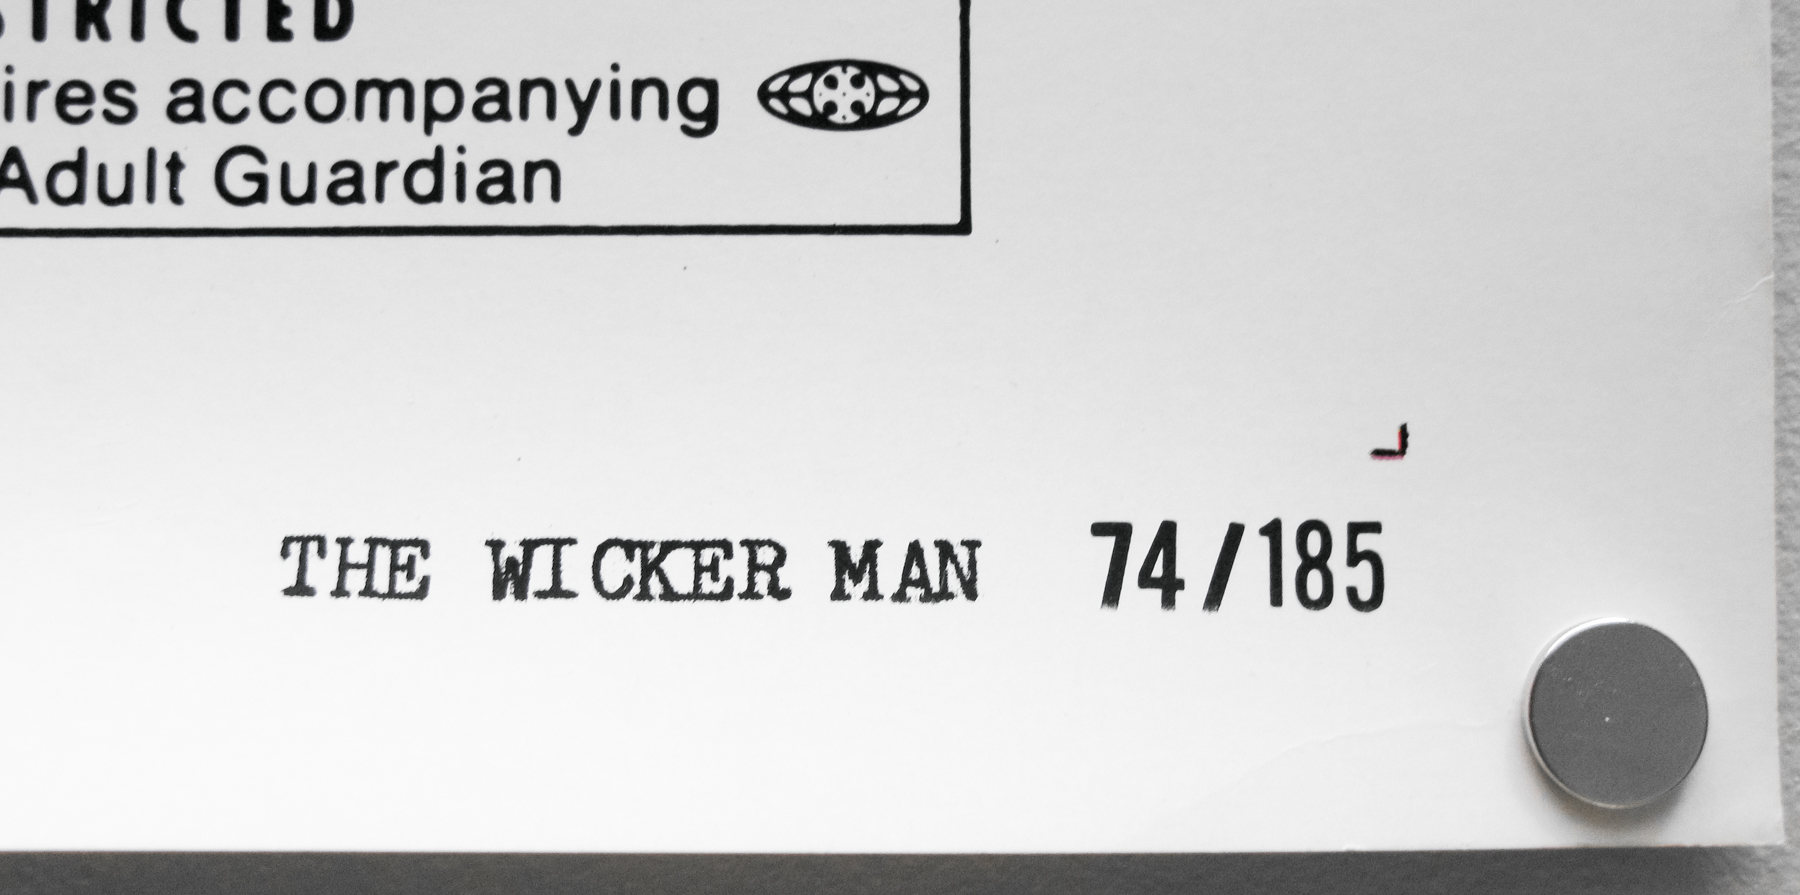 STRICTED
ires accompanying
Adult Guardian
THE WICKER MAN 74/185